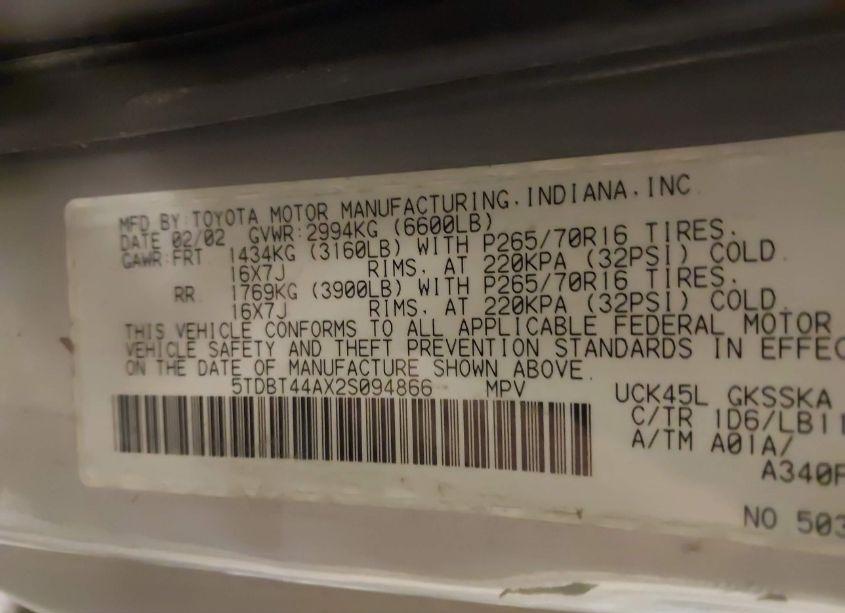 MFD BY: TOYOTA MOTOR MANUFACTURING, INDIANA, INC.
DATE 02/02 GVWR: 2994KG (6600LB)
GAWR: FRT 1434KG (3160LB) WITH P265/70R16 TIRES.
16X7J RIMS, AT 220KPA (32PSI) COLD.
RR 1769KG (3900LB) WITH P265/70R16 TIRES.
16X7J RIMS, AT 220KPA (32PSI) COLD.
THIS VEHICLE CONFORMS TO ALL APPLICABLE FEDERAL MOTOR
VEHICLE SAFETY AND THEFT PREVENTION STANDARDS IN EFFEC
ON THE DATE OF MANUFACTURE SHOWN ABOVE.
5TDBT44AX2S094866 MPV
UCK45L GKSSKA
C/TR 1D6/LB11
A/TM A01A/
A340F
NO 503